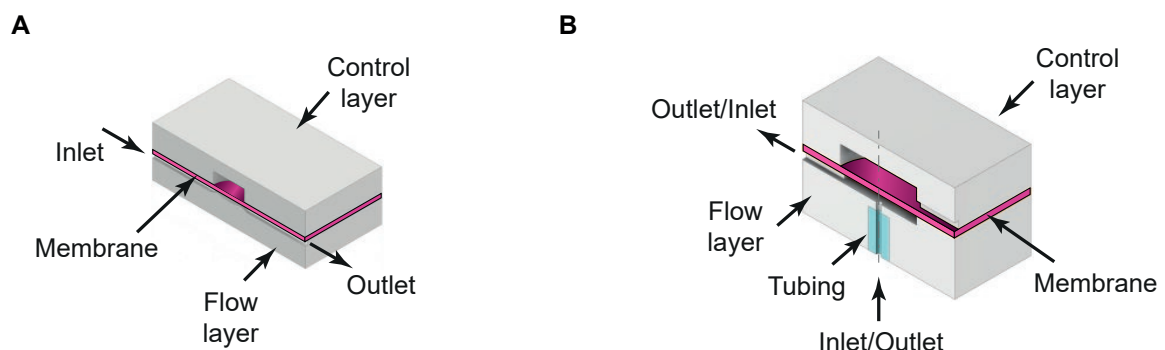 A
Control
layer
Inlet
Membrane
Flow
layer
Outlet
B
Control
layer
Outlet/Inlet
Flow
layer
Tubing
Membrane
Inlet/Outlet